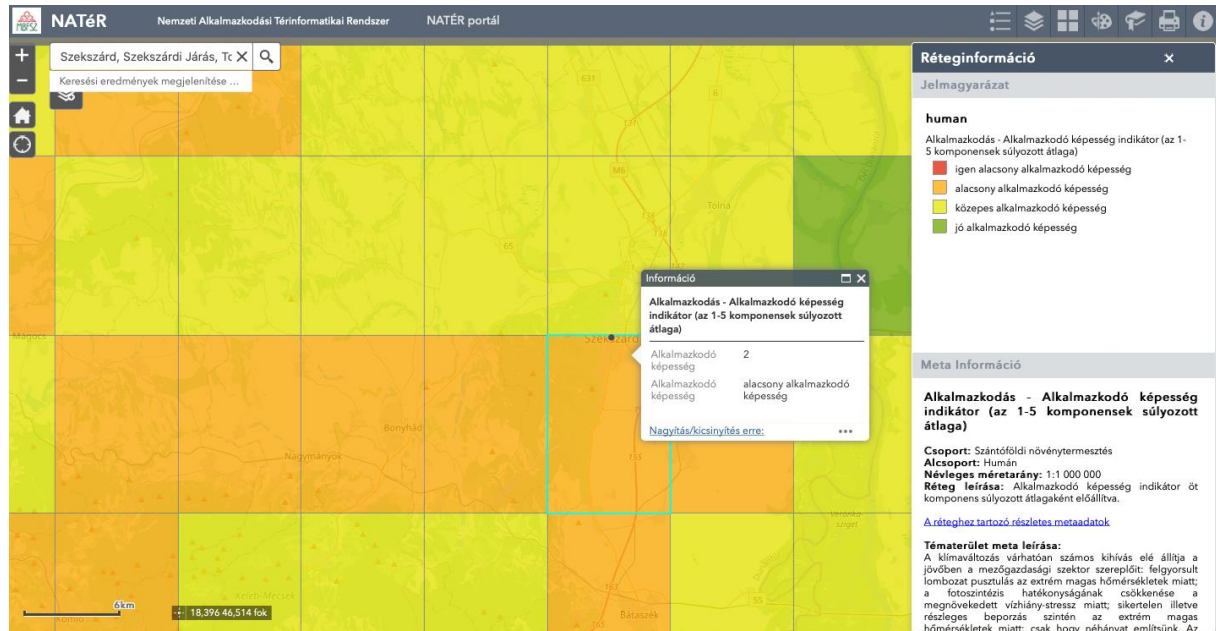 MBFSZ
NATéR
Nemzeti Alkalmazkodási Térinformatikai Rendszer
NATÉR portál
Szekszárd, Szekszárdi Járás, Tc
Keresési eredmények megjelenítése ...
631
6
M6
Tolna
65
Szekszárd
Mágocs
Bonyhád
Nagymányok
Keleti-Mecsek
Bátaszék
55
Veránka-
sziget
6km
18,396 46,514 fok
Információ
Alkalmazkodás - Alkalmazkodó képesség
indikátor (az 1-5 komponensek súlyozott
átlaga)
Alkalmazkodó
képesség
2
Alkalmazkodó
képesség
alacsony alkalmazkodó
képesség
Nagyítás/kicsinyítés erre:
Réteginformáció
Jelmagyarázat
human
Alkalmazkodás - Alkalmazkodó képesség indikátor (az 1-
5 komponensek súlyozott átlaga)
igen alacsony alkalmazkodó képesség
alacsony alkalmazkodó képesség
közepes alkalmazkodó képesség
jó alkalmazkodó képesség
Meta Információ
Alkalmazkodás - Alkalmazkodó képesség
indikátor (az 1-5 komponensek súlyozott
átlaga)
Csoport: Szántóföldi növénytermesztés
Alcsoport: Humán
Névleges méretarány: 1:1 000 000
Réteg leírása: Alkalmazkodó képesség indikátor öt
komponens súlyozott átlagaként előállítva.
A réteghez tartozó részletes metaadatok
Tématerület meta leírása:
A klímaváltozás várhatóan számos kihívás elé állítja a
jövőben a mezőgazdasági szektor szereplőit: felgyorsult
lombozat pusztulás az extrém magas hőmérsékletek miatt;
a fotoszintézis hatékonyságának csökkenése a
megnövekedett vízhiány-stressz miatt; sikertelen illetve
részleges beporzás szintén az extrém magas
hőmérsékletek miatt; csak hogy néhányat említsünk. Az